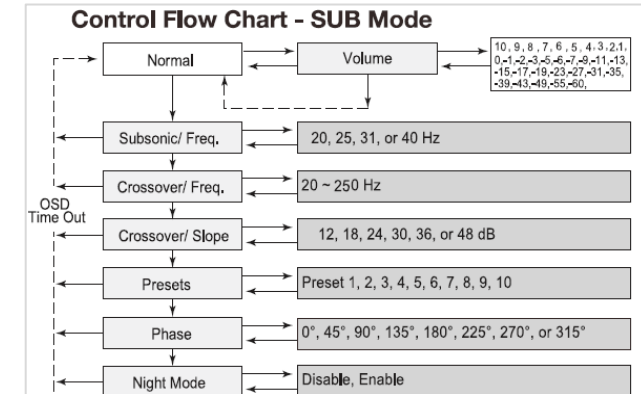 Control Flow Chart - SUB Mode
Normal
Volume
10, 9, 8, 7, 6, 5, 4, 3, 2,1,
0,-1,-2,-3,-5,-6,-7,-9,-11,-13,
-15,-17,-19,-23,-27,-31,-35,
-39,-43,-49,-55,-60,
Subsonic/ Freq.
20, 25, 31, or 40 Hz
Crossover/ Freq.
20 ~ 250 Hz
OSD
Time Out
Crossover/ Slope
12, 18, 24, 30, 36, or 48 dB
Presets
Preset 1, 2, 3, 4, 5, 6, 7, 8, 9, 10
Phase
0°, 45°, 90°, 135°, 180°, 225°, 270°, or 315°
Night Mode
Disable, Enable